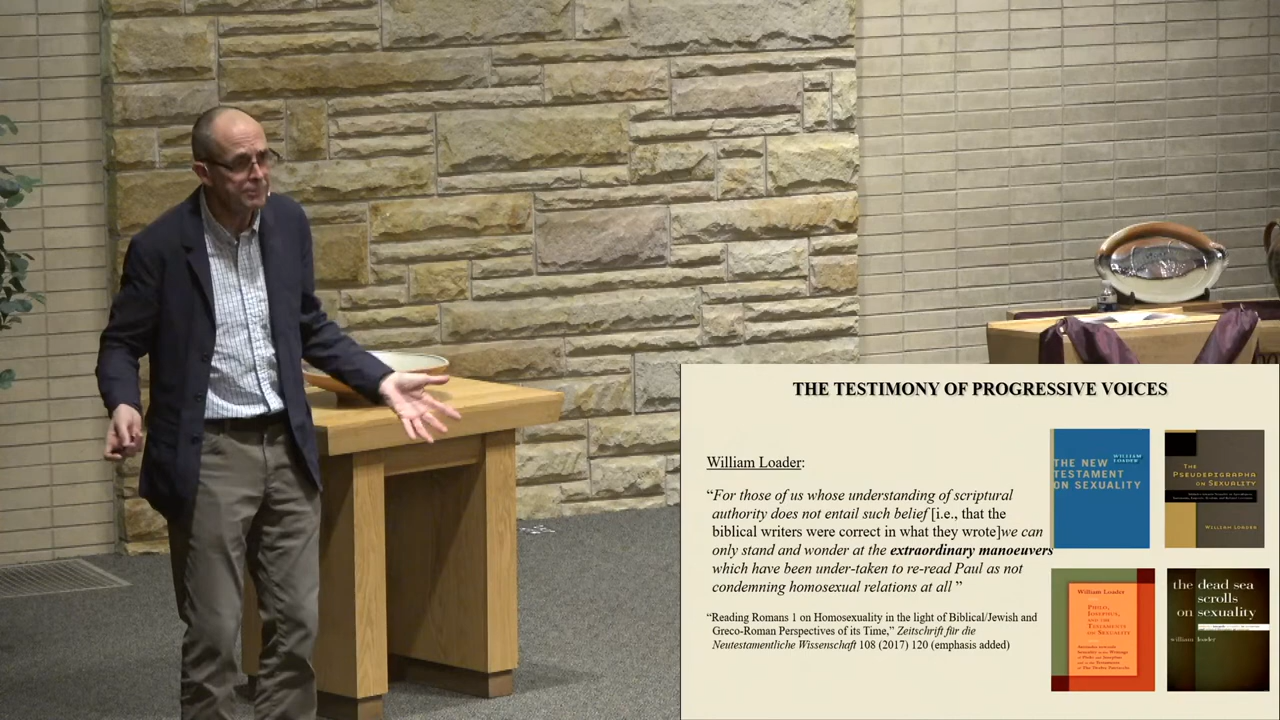 THE TESTIMONY OF PROGRESSIVE VOICES
William Loader:
“For those of us whose understanding of scriptural
authority does not entail such belief [i.e., that the
biblical writers were correct in what they wrote]we can
only stand and wonder at the extraordinary manoeuvers
which have been under-taken to re-read Paul as not
condemning homosexual relations at all ”
“Reading Romans 1 on Homosexuality in the light of Biblical/Jewish and
Greco-Roman Perspectives of its Time,” Zeitschrift für die
Neutestamentliche Wissenschaft 108 (2017) 120 (emphasis added)
WILLIAM
LOADER
THE NEW
TESTAMENT
ON SEXUALITY
THE
PSEUDEPIGRAPHA
ON SEXUALITY
WILLIAM LOADER
William Loader
PHILO,
JOSEPHUS,
AND THE
TESTAMENTS
ON SEXUALITY
the dead sea
scrolls
on sexuality
william loader